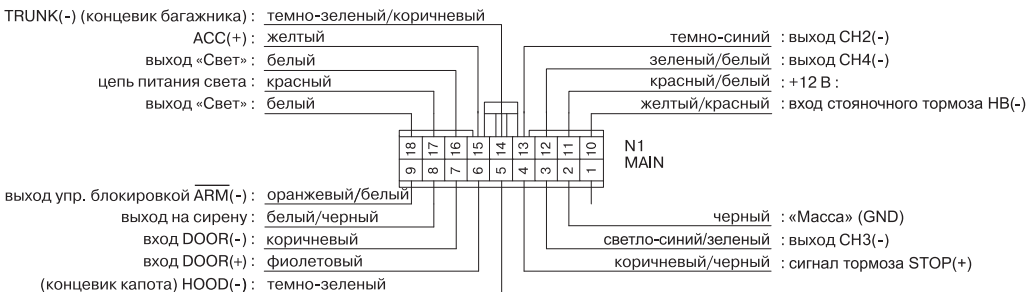 TRUNK(-) (концевик багажника) : темно-зеленый/коричневый
ACC(+) : желтый
выход «Свет» : белый
цепь питания света : красный
выход «Свет» : белый
темно-синий : выход CH2(-)
зеленый/белый : выход CH4(-)
красный/белый : +12 В :
желтый/красный : вход стояночного тормоза HB(-)
18 17 16 15 14 13 12 11 10
9 8 7 6 5 4 3 2 1
N1
MAIN
выход упр. блокировкой ARM(-) : оранжевый/белый
выход на сирену : белый/черный
вход DOOR(-) : коричневый
вход DOOR(+) : фиолетовый
(концевик капота) HOOD(-) : темно-зеленый
черный : «Масса» (GND)
светло-синий/зеленый : выход CH3(-)
коричневый/черный : сигнал тормоза STOP(+)